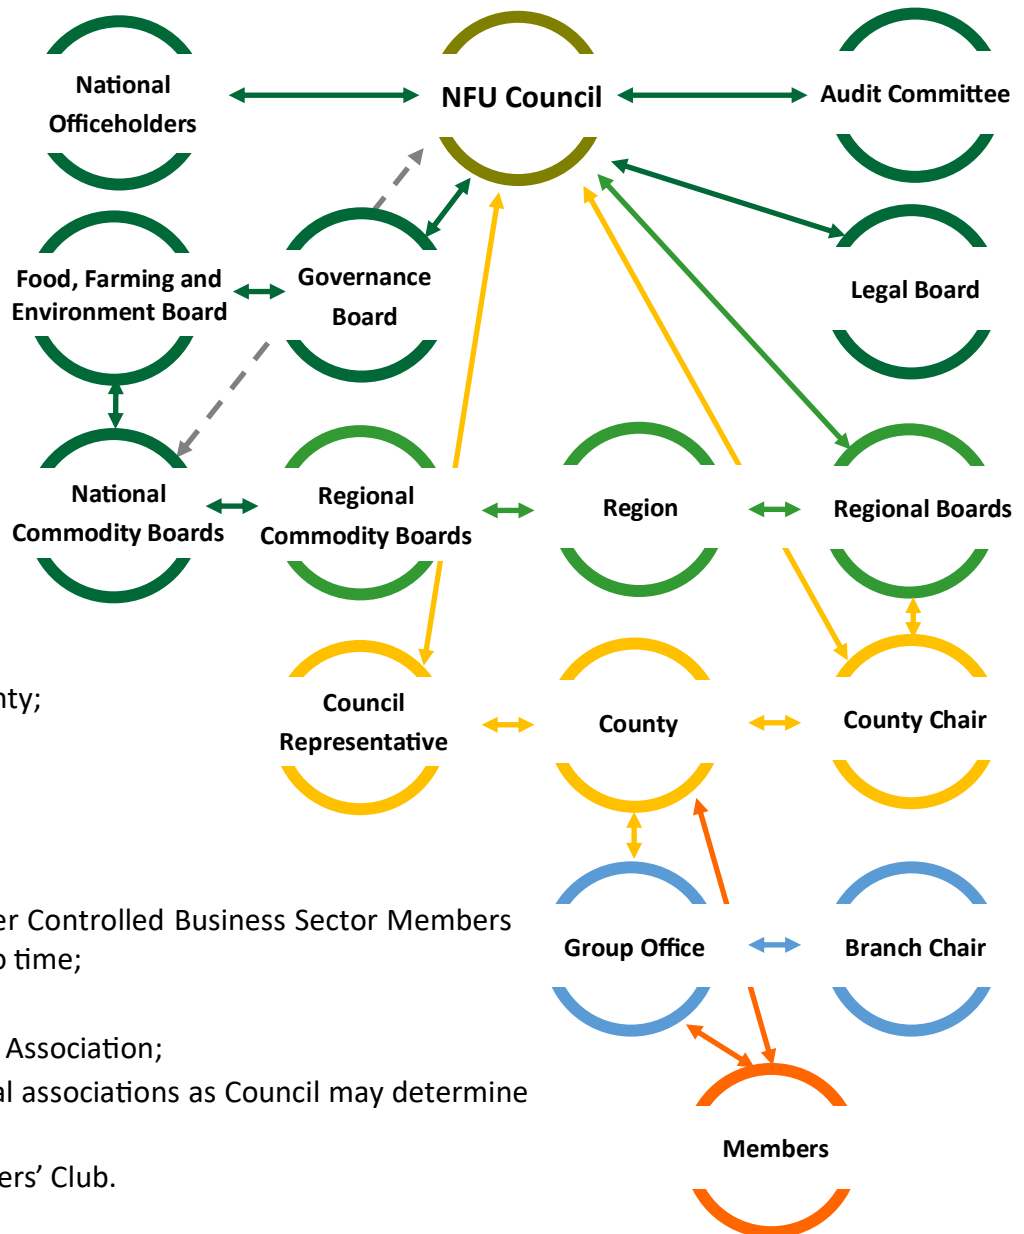 National
Officeholders
NFU Council
Audit Committee
Food, Farming and
Environment Board
Governance
Board
Legal Board
National
Commodity Boards
Regional
Commodity Boards
Region
Regional Boards
nty;
Council
Representative
County
County Chair
er Controlled Business Sector Members
o time;
Group Office
Branch Chair
Association;
al associations as Council may determine
Members
ers’ Club.